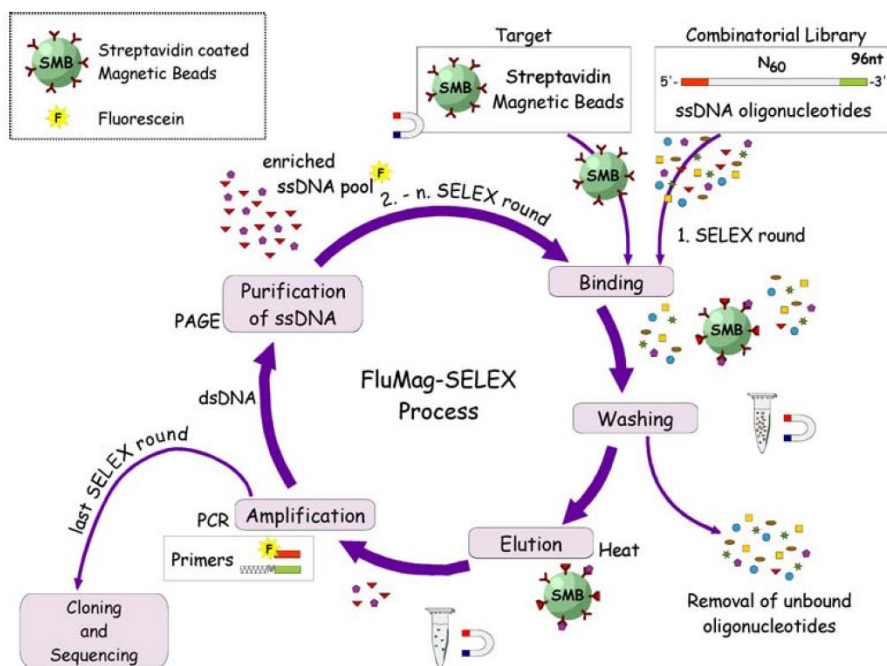 SMB
Streptavidin coated
Magnetic Beads
F
Fluorescein
Target
SMB
Streptavidin
Magnetic Beads
Combinatorial Library
N60
96nt
5'-
-3'
ssDNA oligonucleotides
enriched
ssDNA pool
F
2. - n. SELEX round
SMB
1. SELEX round
Binding
SMB
Purification
of ssDNA
PAGE
FluMag-SELEX
Process
dsDNA
Washing
last SELEX round
PCR
Amplification
Primers
F
Elution
Heat
SMB
Removal of unbound
oligonucleotides
Cloning
and
Sequencing